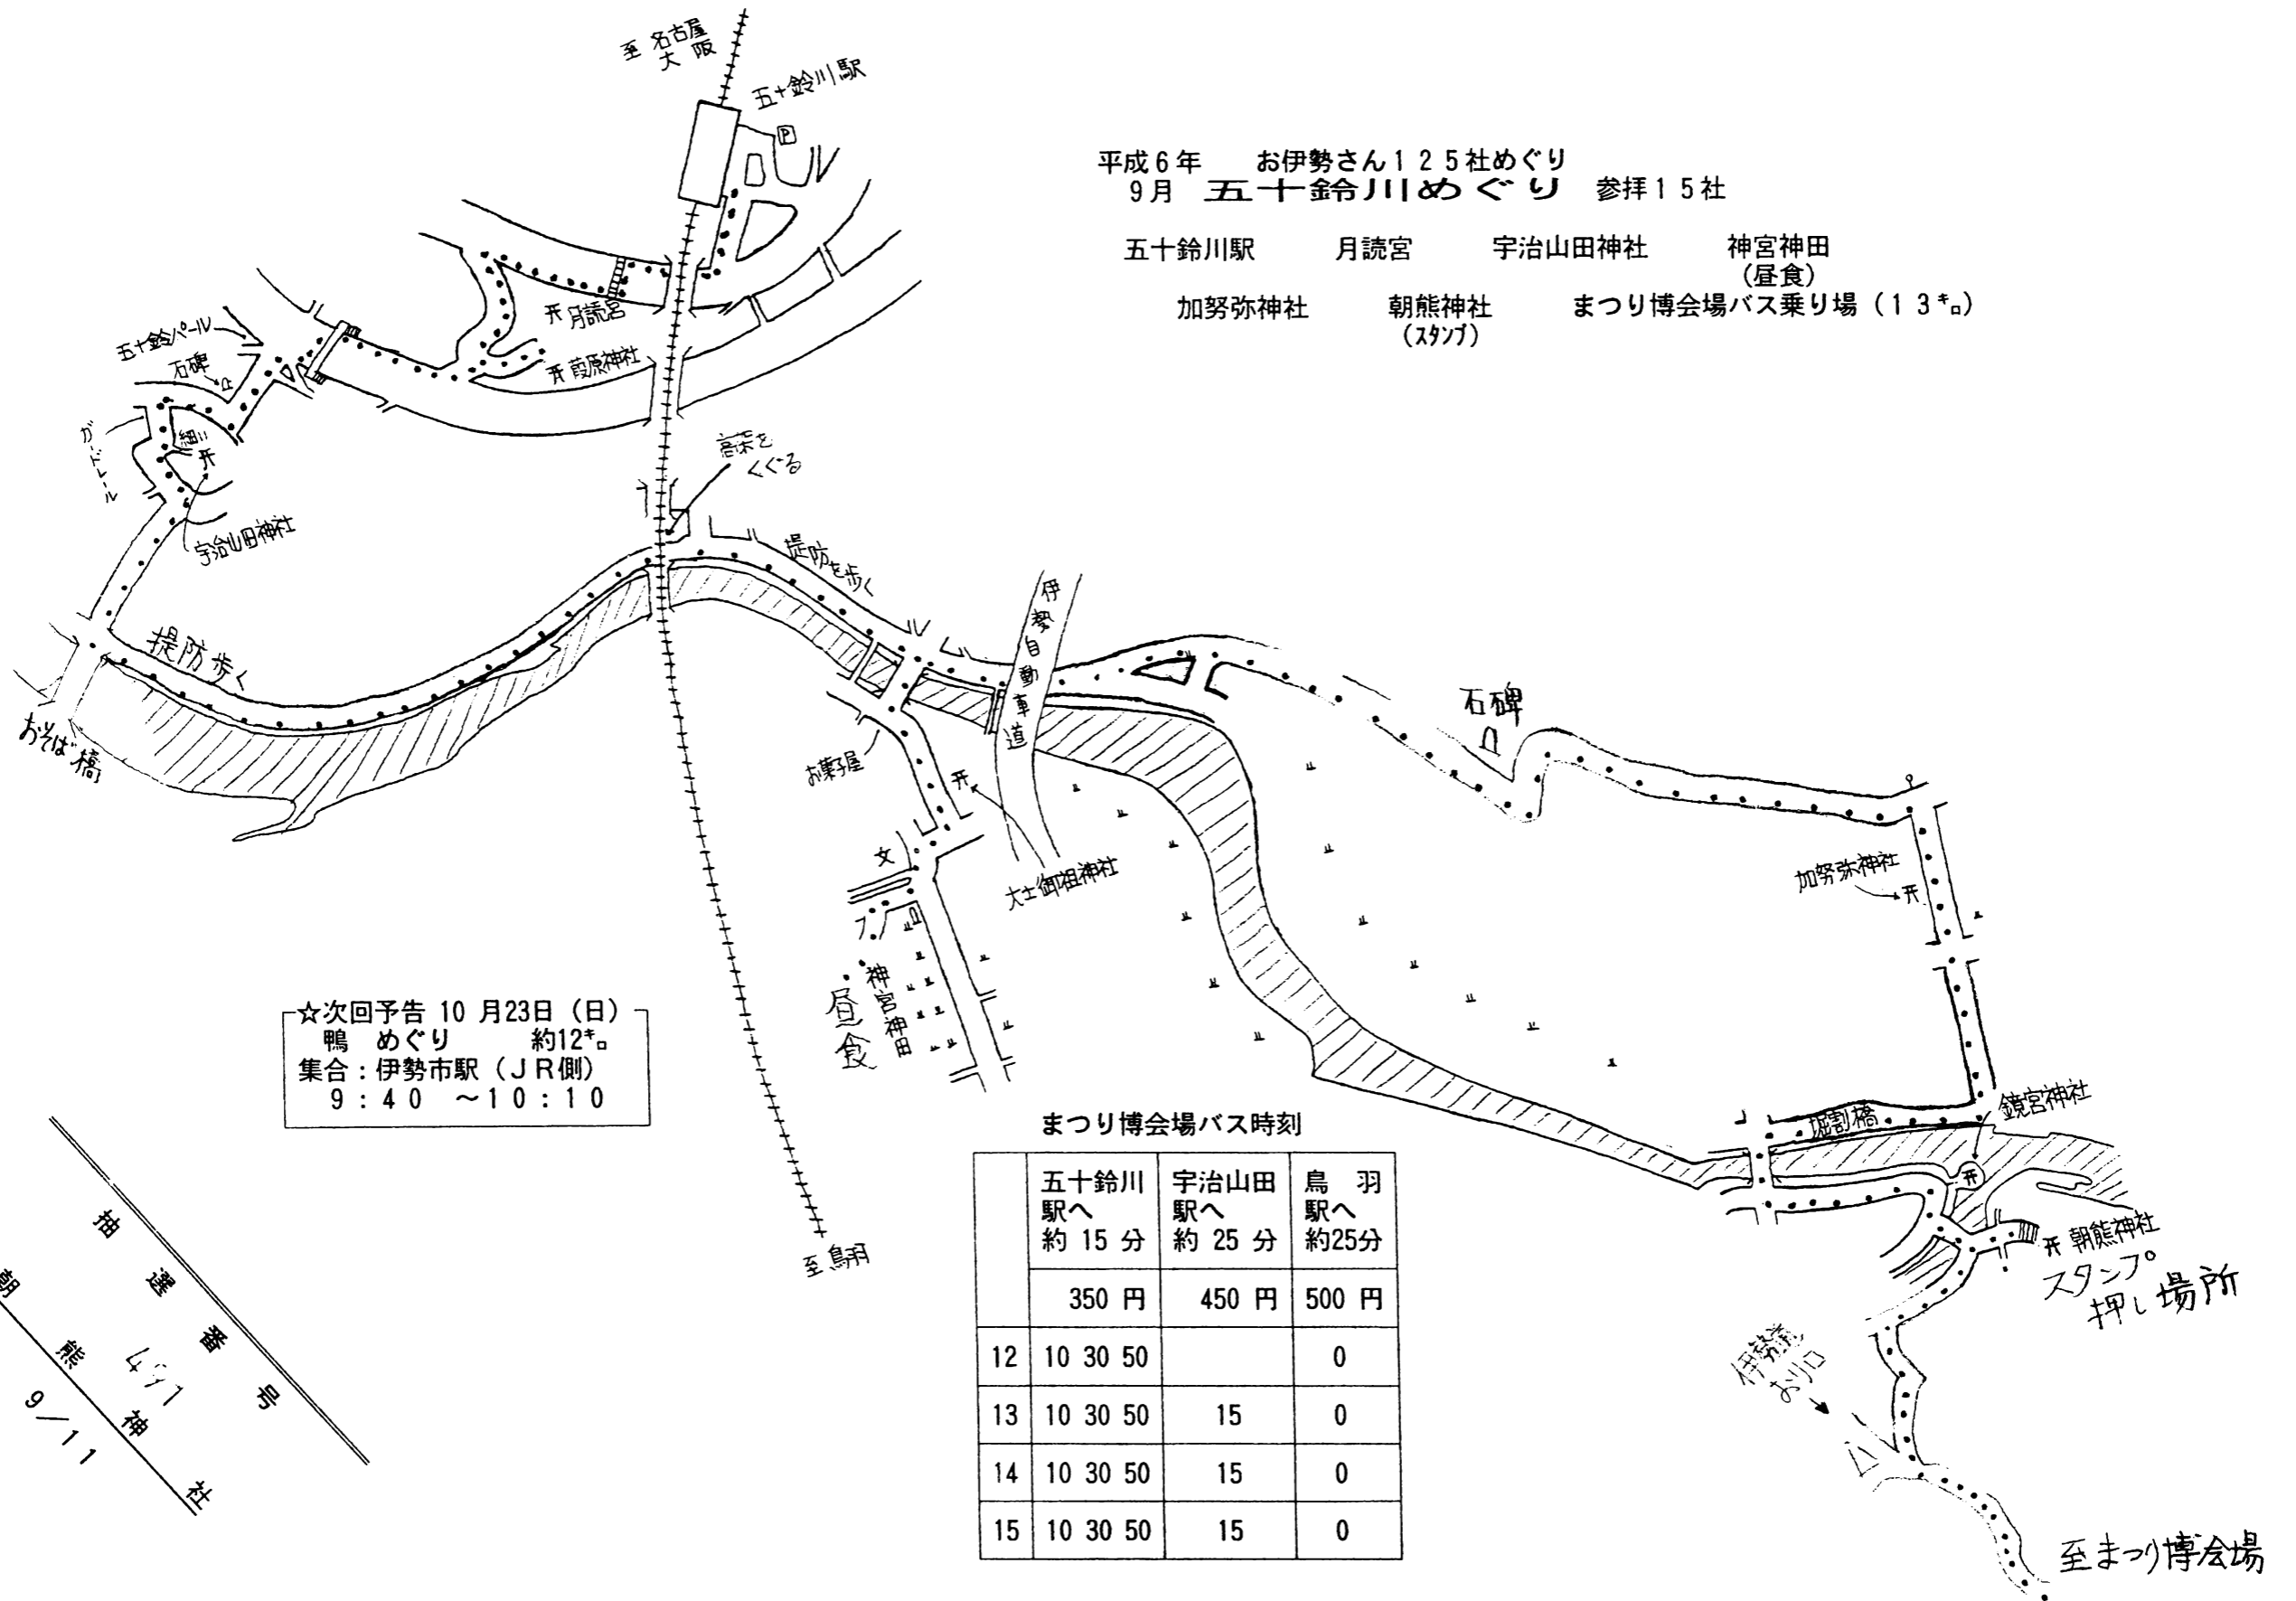 平成6年 お伊勢さん125社めぐり
9月 五十鈴川めぐり 参拝15社
五十鈴川駅 月読宮 宇治山田神社 神宮神田
(昼食)
加努弥神社 朝熊神社 まつり博会場バス乗り場(13㌔)
(スタンプ)
至 名古屋
大阪
五十鈴川駅
P
月読宮
葭原神社
五十鈴パール
石碑
ガードレール
細い
宇治山田神社
高架を
くぐる
堤防を歩く
堤防歩く
おそば橋
伊勢自動車道
お菓子屋
大土御祖神社
文
神宮神田
昼食
石碑
加努弥神社
堀割橋
鏡宮神社
朝熊神社
スタンプ
押し場所
至まつり博会場
至鳥羽
☆次回予告 10月23日(日)
鴨 めぐり 約12㌔
集合:伊勢市駅(JR側)
9:40 ~10:10
まつり博会場バス時刻
五十鈴川駅へ 約15分 宇治山田駅へ 約25分 鳥羽駅へ 約25分
350円 450円 500円
12 10 30 50 0
13 10 30 50 15 0
14 10 30 50 15 0
15 10 30 50 15 0
抽選番号
朝熊神社
9/11